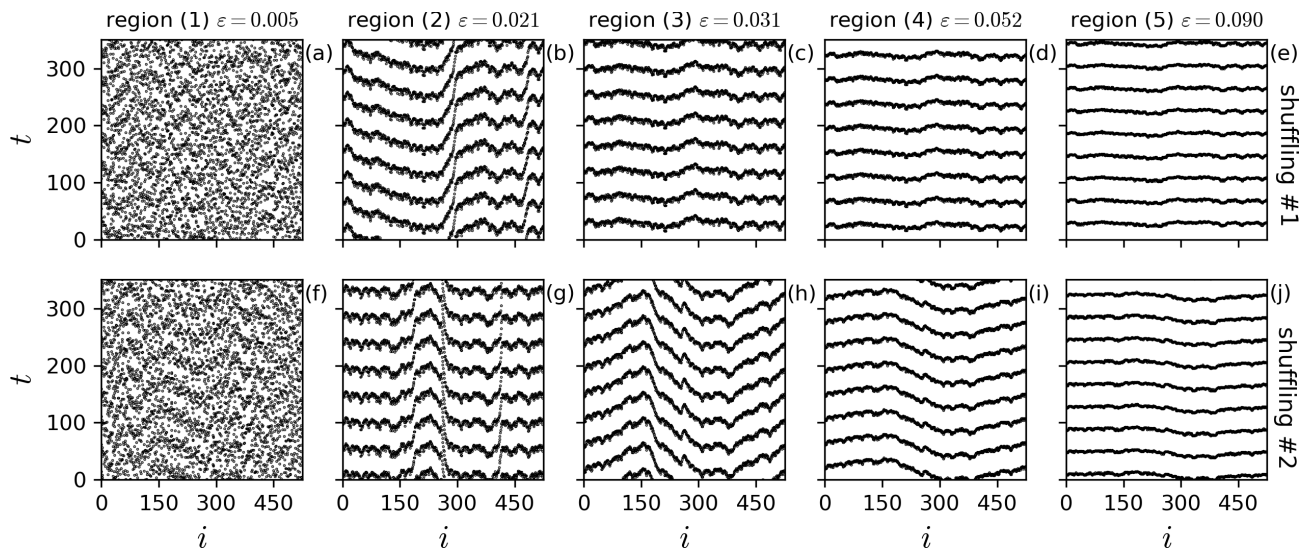 region (1) ε = 0.005 region (2) ε = 0.021 region (3) ε = 0.031 region (4) ε = 0.052 region (5) ε = 0.090
(a) (b) (c) (d) (e)
300
200
100
0
t
shuffling #1
(f) (g) (h) (i) (j)
300
200
100
0
t
shuffling #2
0 150 300 450 0 150 300 450 0 150 300 450 0 150 300 450 0 150 300 450
i i i i i